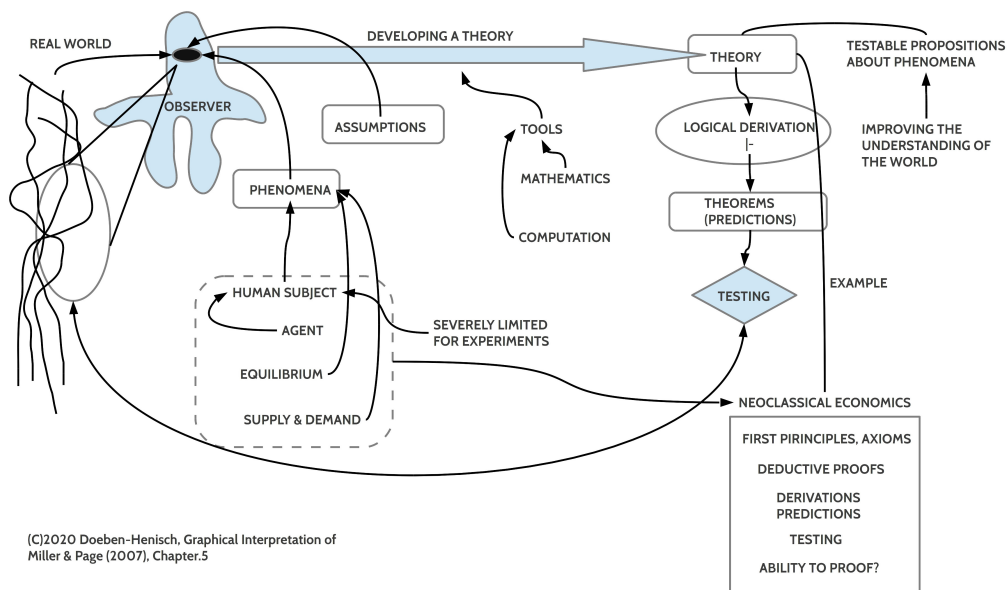 REAL WORLD
DEVELOPING A THEORY
TESTABLE PROPOSITIONS
ABOUT PHENOMENA
THEORY
OBSERVER
ASSUMPTIONS
TOOLS
LOGICAL DERIVATION
|-
IMPROVING THE
UNDERSTANDING OF
THE WORLD
MATHEMATICS
PHENOMENA
THEOREMS
(PREDICTIONS)
COMPUTATION
HUMAN SUBJECT
TESTING
EXAMPLE
AGENT
SEVERELY LIMITED
FOR EXPERIMENTS
EQUILIBRIUM
SUPPLY & DEMAND
NEOCLASSICAL ECONOMICS
FIRST PIRINCIPLES, AXIOMS
DEDUCTIVE PROOFS
DERIVATIONS
PREDICTIONS
TESTING
ABILITY TO PROOF?
(C)2020 Doeben-Henisch, Graphical Interpretation of
Miller & Page (2007), Chapter.5